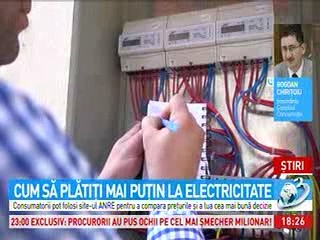 BOGDAN
CHIRIȚOIU
Președinte
Consiliul
Concurenței
ȘTIRI
CUM SĂ PLĂTIȚI MAI PUȚIN LA ELECTRICITATE
Consumatorii pot folosi site-ul ANRE pentru a compara prețurile și a lua cea mai bună decizie
23:00 EXCLUSIV: PROCURORII AU PUS OCHII PE CEL MAI SMECHER MILIONAR!
18:26